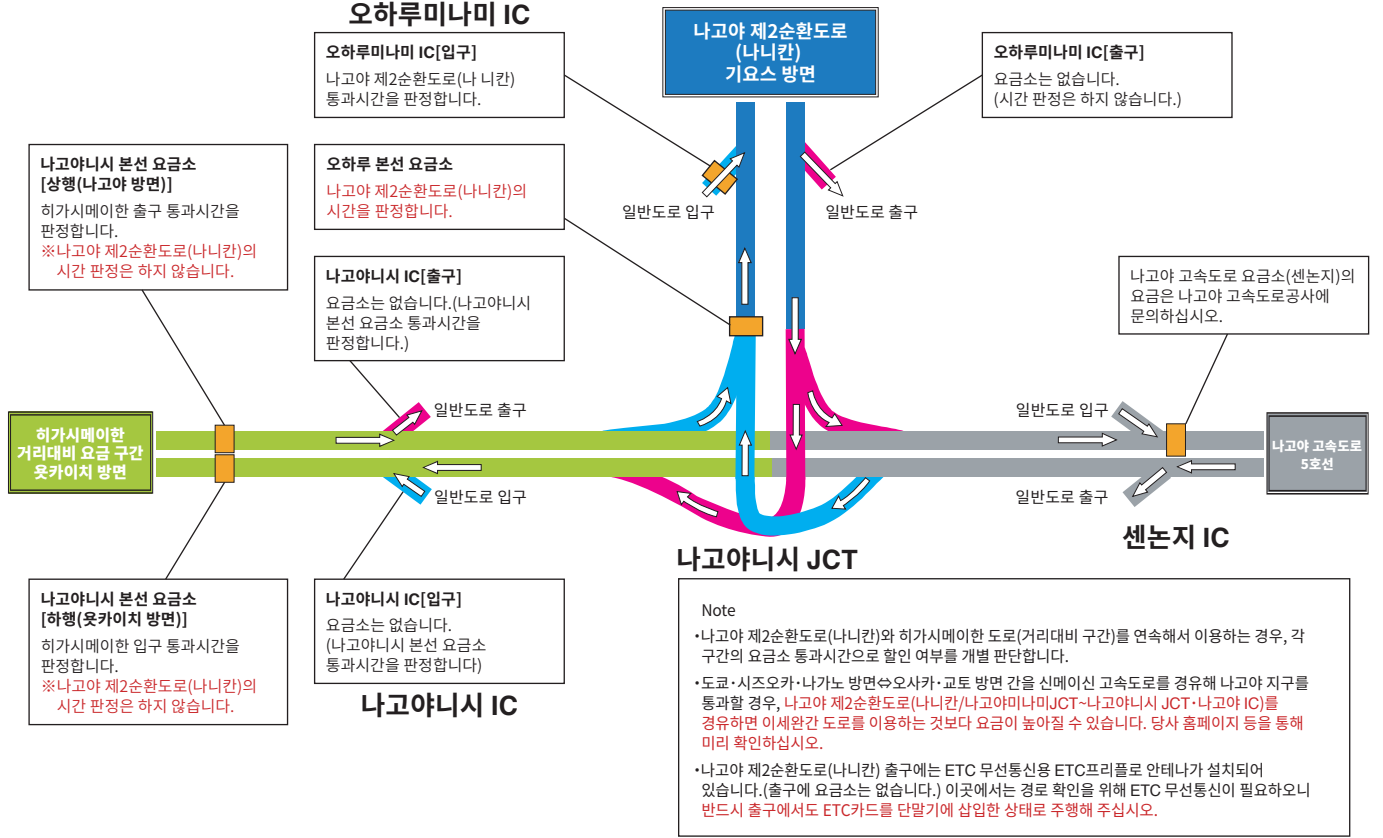 오하루미나미 IC
오하루미나미 IC[입구]
나고야 제2순환도로(나 니칸)
통과시간을 판정합니다.
나고야 제2순환도로
(나니칸)
기요스 방면
오하루미나미 IC[출구]
요금소는 없습니다.
(시간 판정은 하지 않습니다.)
나고야니시 본선 요금소
[상행(나고야 방면)]
히가시메이한 출구 통과시간을
판정합니다.
※나고야 제2순환도로(나니칸)의
시간 판정은 하지 않습니다.
오하루 본선 요금소
나고야 제2순환도로(나니칸)의
시간을 판정합니다.
일반도로 입구
일반도로 출구
나고야니시 IC[출구]
요금소는 없습니다.(나고야니시
본선 요금소 통과시간을
판정합니다.)
나고야 고속도로 요금소(센논지)의
요금은 나고야 고속도로공사에
문의하십시오.
일반도로 출구
일반도로 입구
히가시메이한
거리대비 요금 구간
욧카이치 방면
나고야 고속도로
5호선
일반도로 입구
일반도로 출구
센논지 IC
나고야니시 JCT
나고야니시 본선 요금소
[하행(욧카이치 방면)]
히가시메이한 입구 통과시간을
판정합니다.
※나고야 제2순환도로(나니칸)의
시간 판정은 하지 않습니다.
나고야니시 IC[입구]
요금소는 없습니다.
(나고야니시 본선 요금소
통과시간을 판정합니다)
나고야니시 IC
Note
·나고야 제2순환도로(나니칸)와 히가시메이한 도로(거리대비 구간)를 연속해서 이용하는 경우, 각
구간의 요금소 통과시간으로 할인 여부를 개별 판단합니다.
·도쿄·시즈오카·나가노 방면⇔오사카·교토 방면 간을 신메이신 고속도로를 경유해 나고야 지구를
통과할 경우, 나고야 제2순환도로(나니칸/나고야미나미JCT~나고야니시 JCT·나고야 IC)를
경유하면 이세완간 도로를 이용하는 것보다 요금이 높아질 수 있습니다. 당사 홈페이지 등을 통해
미리 확인하십시오.
·나고야 제2순환도로(나니칸) 출구에는 ETC 무선통신용 ETC프리플로 안테나가 설치되어
있습니다.(출구에 요금소는 없습니다.) 이곳에서는 경로 확인을 위해 ETC 무선통신이 필요하오니
반드시 출구에서도 ETC카드를 단말기에 삽입한 상태로 주행해 주십시오.